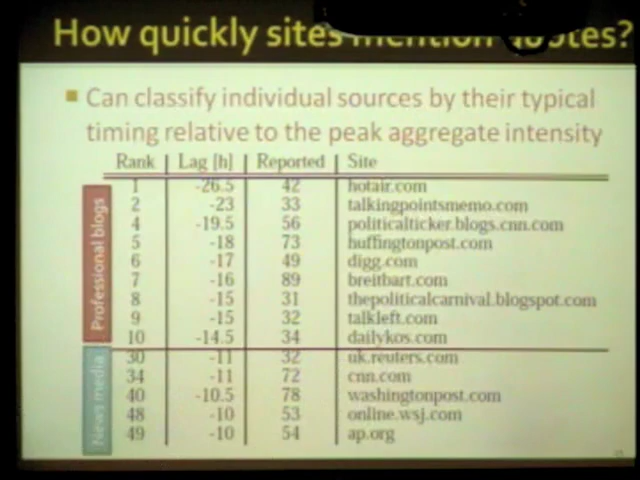 How quickly sites mention quotes?
Can classify individual sources by their typical
timing relative to the peak aggregate intensity
Rank Lag [h] Reported Site
Professional blogs
1 -26.5 42 hotair.com
2 -23 33 talkingpointsmemo.com
4 -19.5 56 politicalticker.blogs.cnn.com
5 -18 73 huffingtonpost.com
6 -17 49 digg.com
7 -16 89 breitbart.com
8 -15 31 thepoliticalcarnival.blogspot.com
9 -15 32 talkleft.com
10 -14.5 34 dailykos.com
News media
30 -11 32 uk.reuters.com
34 -11 72 cnn.com
40 -10.5 78 washingtonpost.com
48 -10 53 online.wsj.com
49 -10 54 ap.org